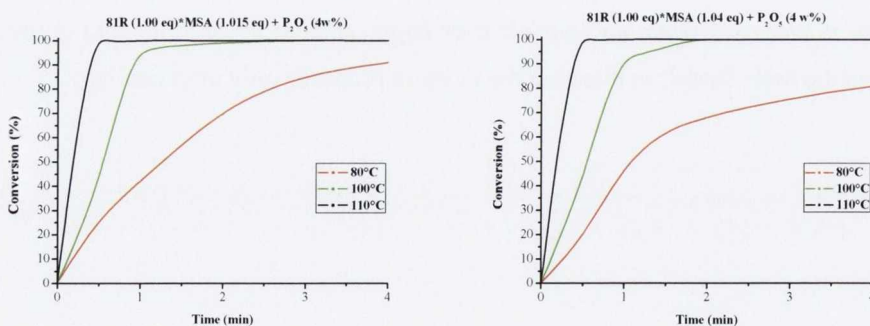 81R (1.00 eq)*MSA (1.015 eq) + P₂O₅ (4w%)
Conversion (%)
100
90
80
70
60
50
40
30
20
10
0
80°C
100°C
110°C
0 1 2 3 4
Time (min)
81R (1.00 eq)*MSA (1.04 eq) + P₂O₅ (4 w%)
Conversion (%)
100
90
80
70
60
50
40
30
20
10
0
80°C
100°C
110°C
0 1 2 3 4
Time (min)